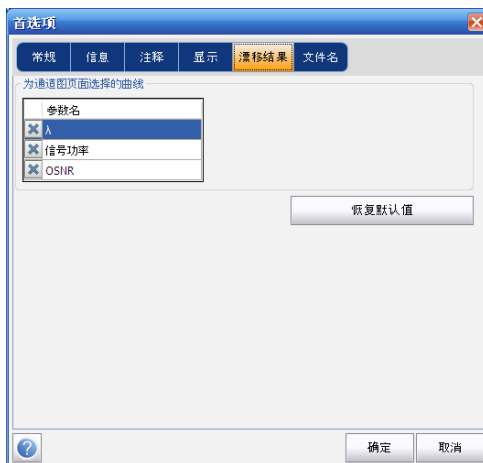 首选项
常规 信息 注释 显示 漂移结果 文件名
为通道图页面选择的曲线
参数名
λ
信号功率
OSNR
恢复默认值
? 确定 取消